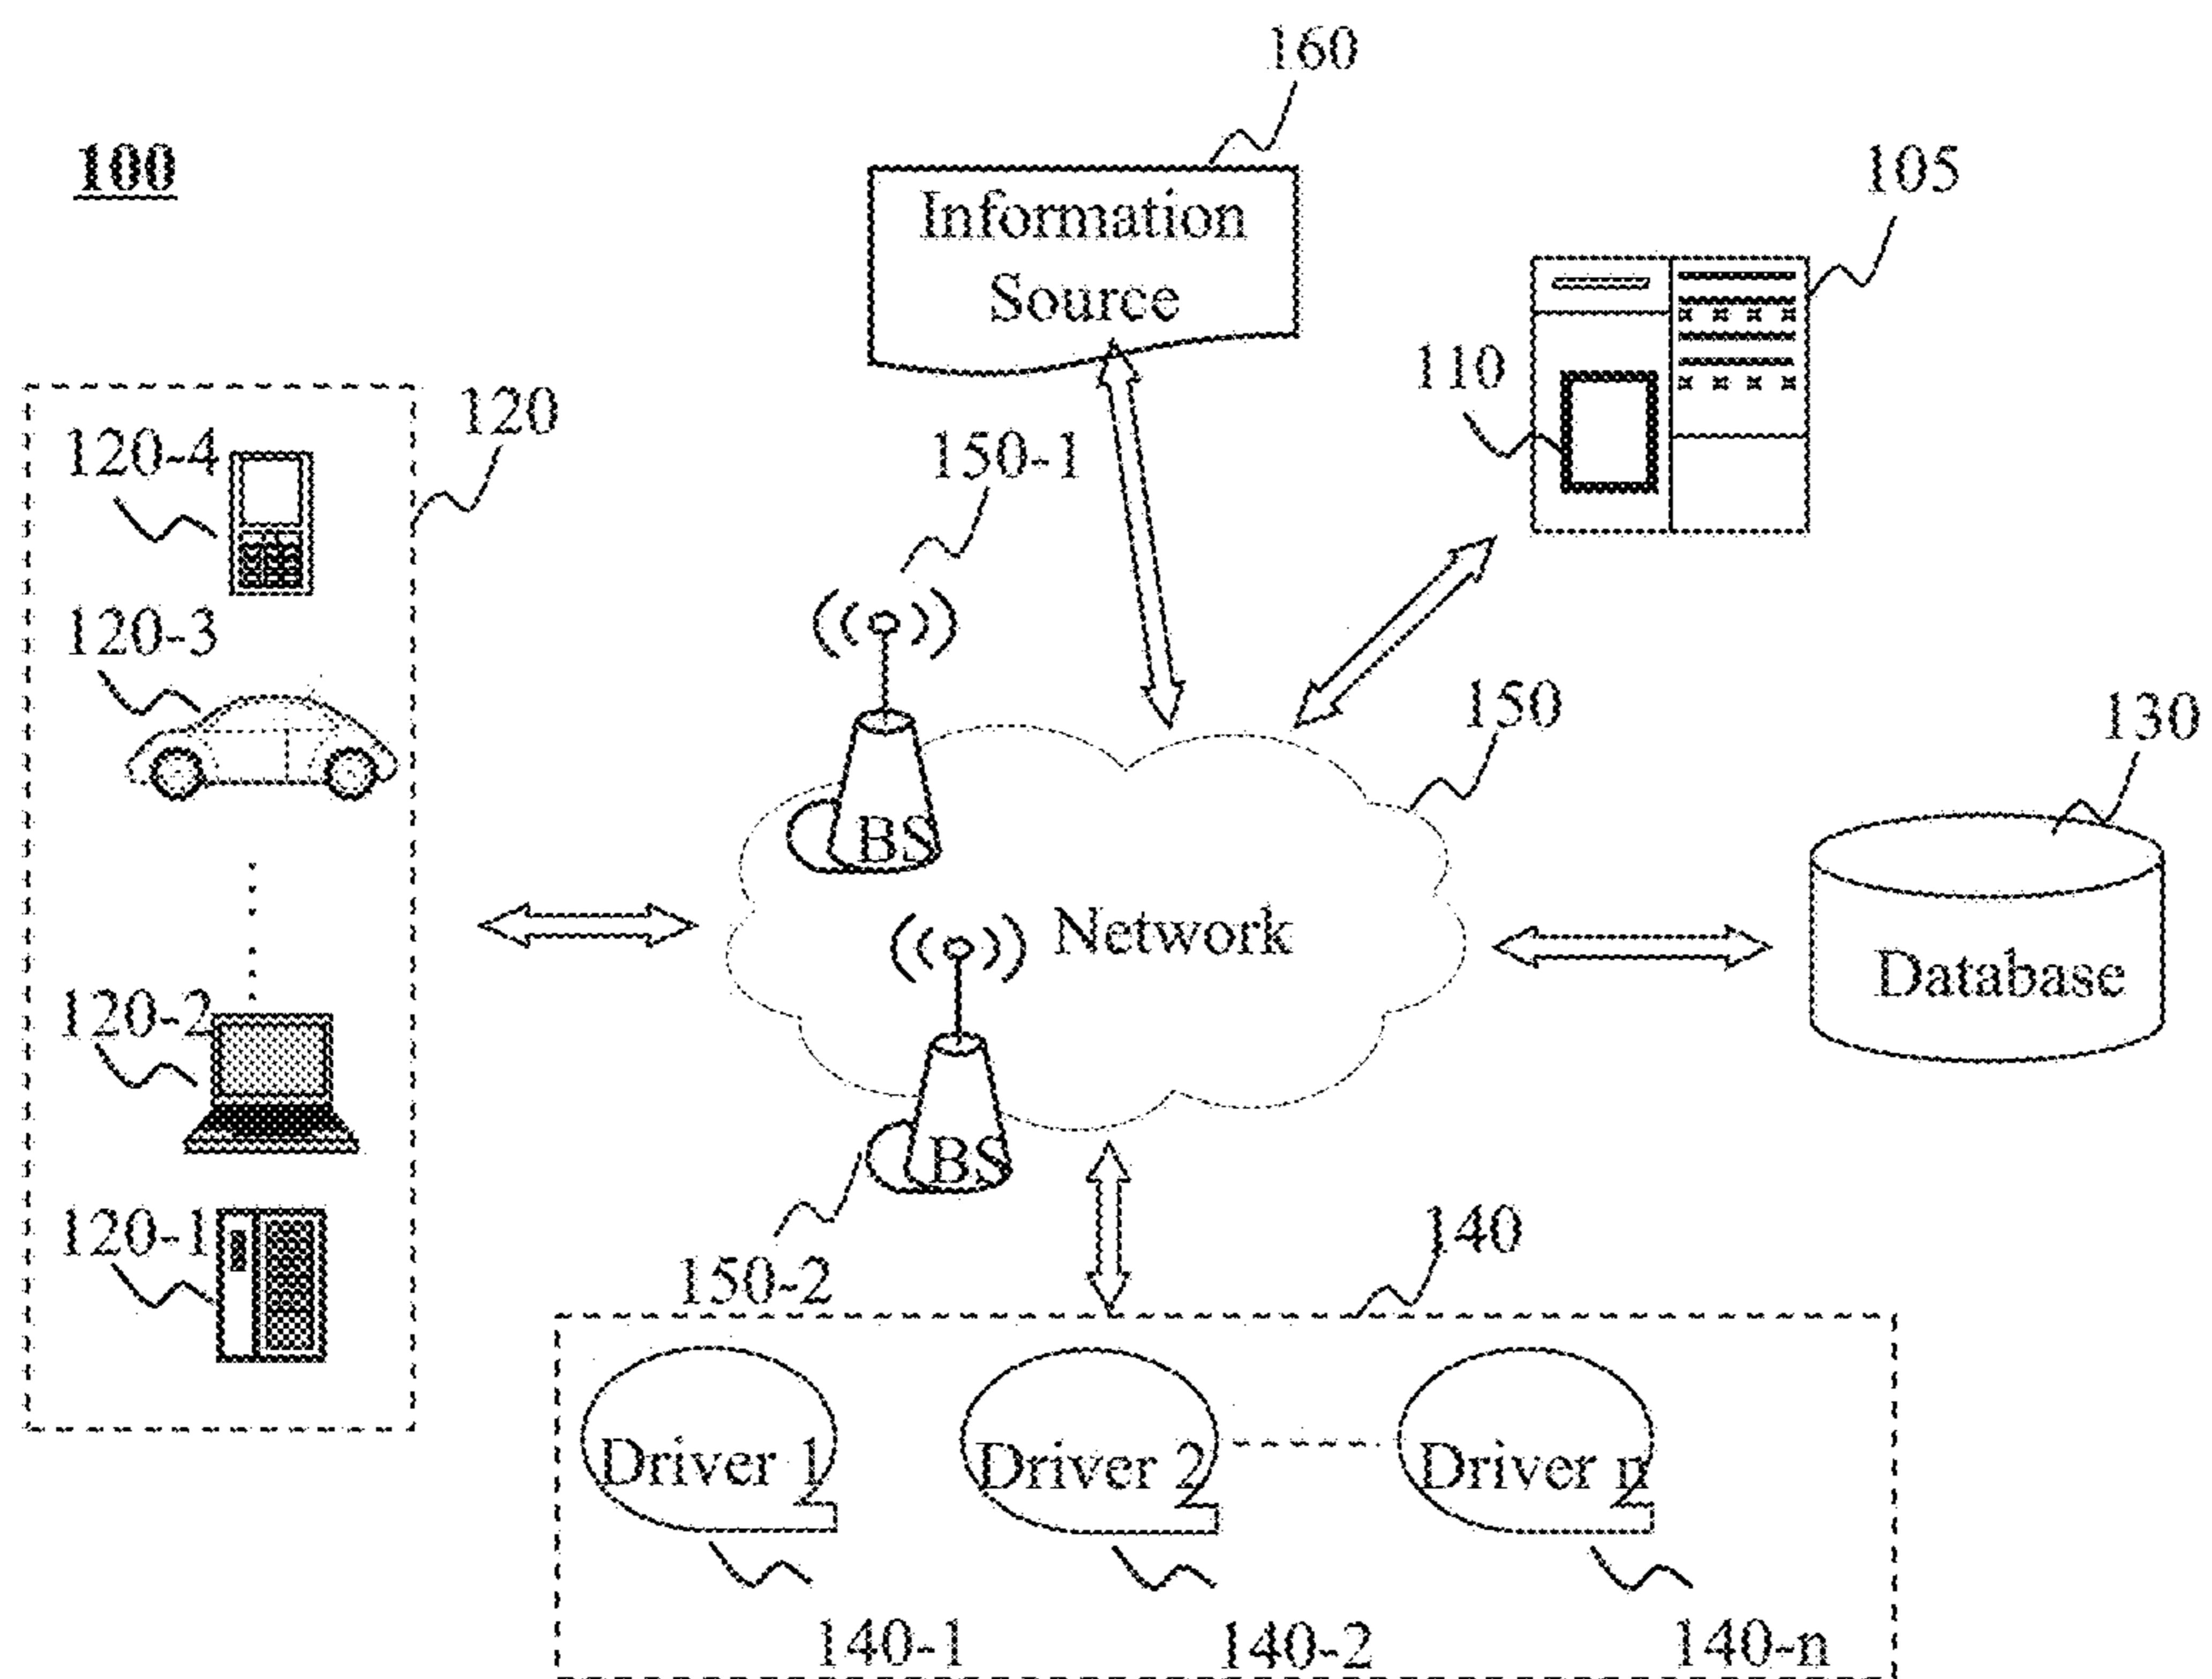 160
100
105
Information
Source
110
120
120-4
150-1
120-3
150
130
BS
Network
Database
120-2
BS
120-1
140
150-2
Driver 1
Driver 2
Driver n
140-1
140-2
140-n